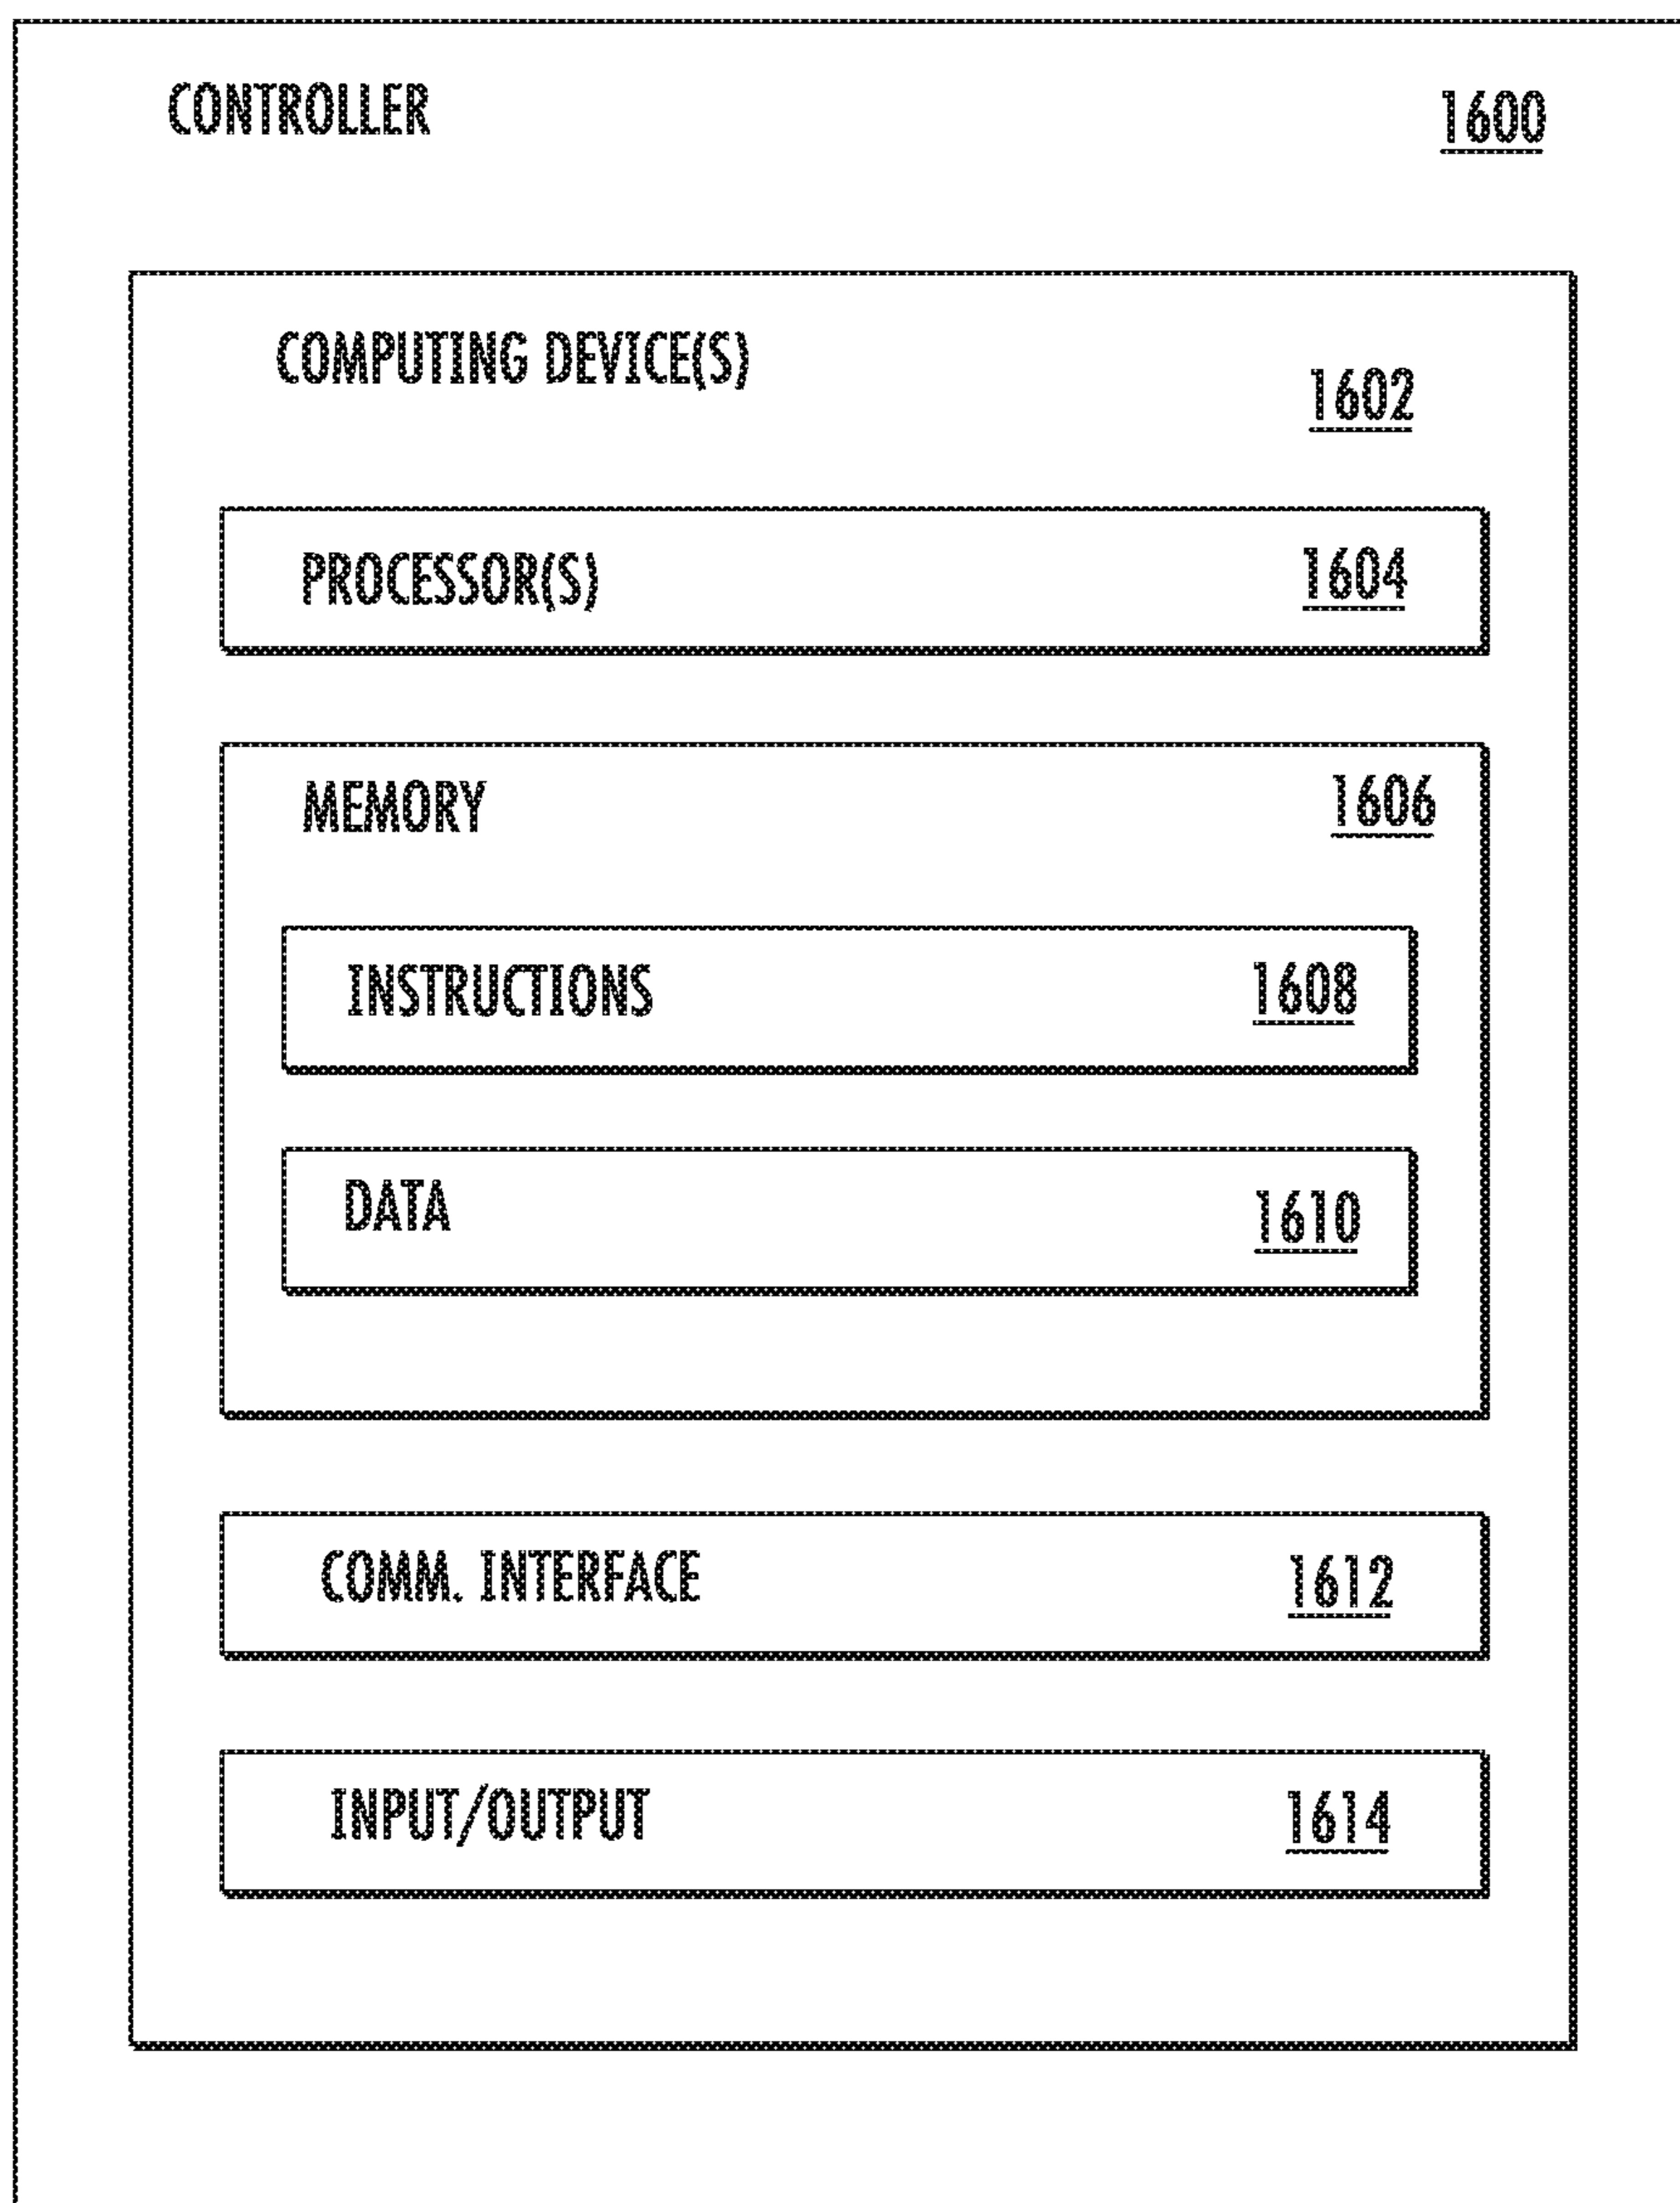 CONTROLLER 1600
COMPUTING DEVICE(S) 1602
PROCESSOR(S) 1604
MEMORY 1606
INSTRUCTIONS 1608
DATA 1610
COMM. INTERFACE 1612
INPUT/OUTPUT 1614